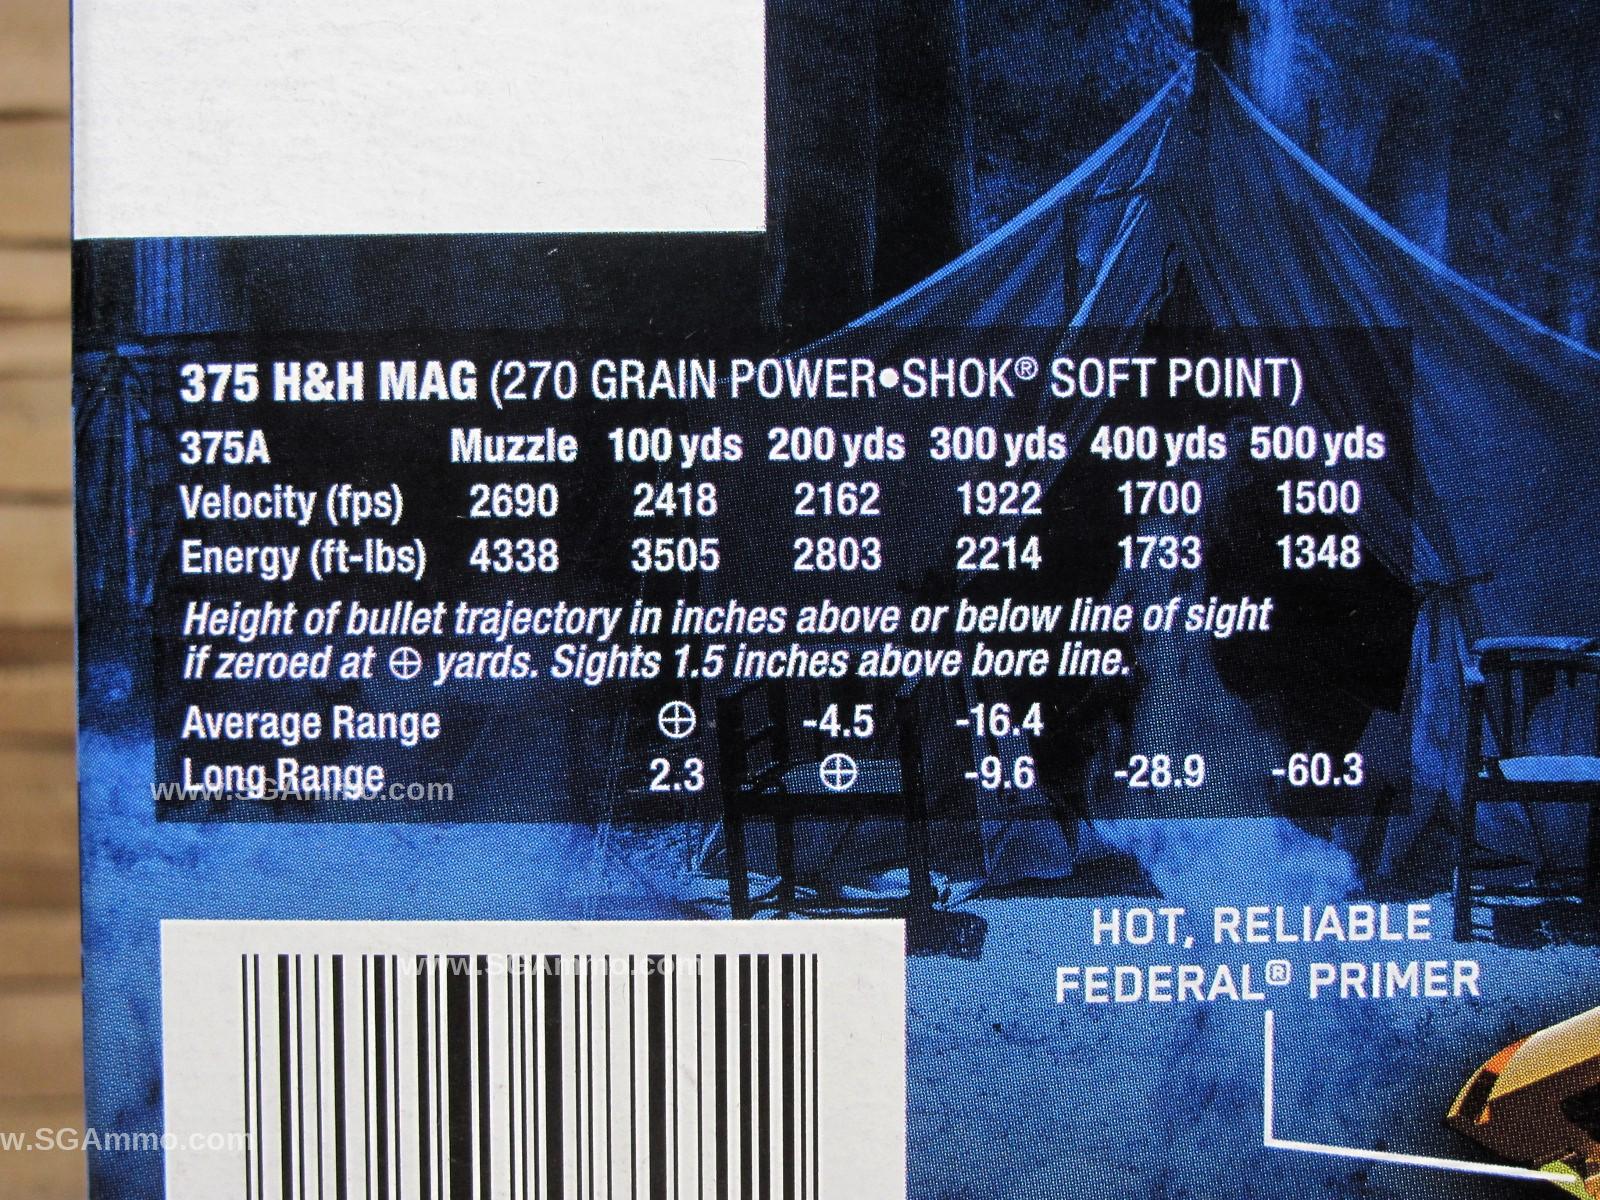 375 H&H MAG (270 GRAIN POWER•SHOK® SOFT POINT)
375A Muzzle 100 yds 200 yds 300 yds 400 yds 500 yds
Velocity (fps) 2690 2418 2162 1922 1700 1500
Energy (ft-lbs) 4338 3505 2803 2214 1733 1348
Height of bullet trajectory in inches above or below line of sight
if zeroed at ⊕ yards. Sights 1.5 inches above bore line.
Average Range ⊕ -4.5 -16.4
Long Range 2.3 ⊕ -9.6 -28.9 -60.3
www.SGAmmo.com
HOT, RELIABLE
FEDERAL® PRIMER
www.SGAmmo.com
w.SGAmmo.com